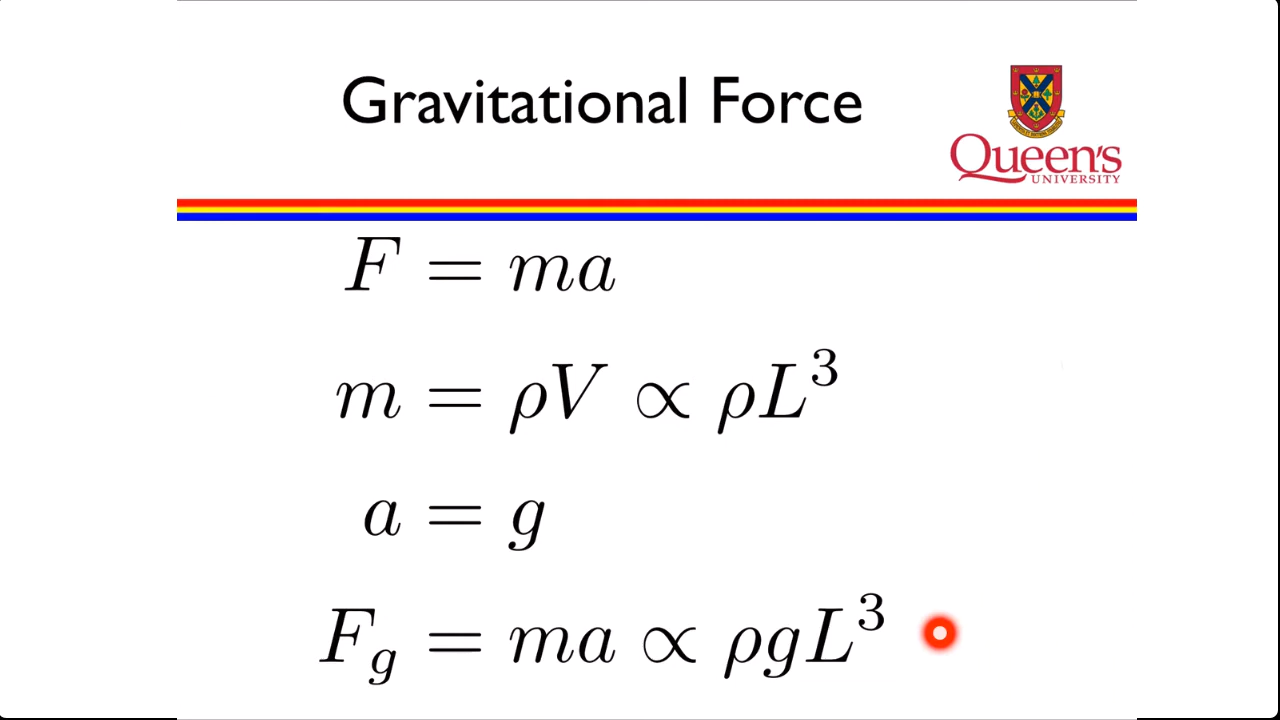 Gravitational Force
Queen's
UNIVERSITY
F = ma
m = ρV ∝ ρL³
a = g
F_g = ma ∝ ρgL³